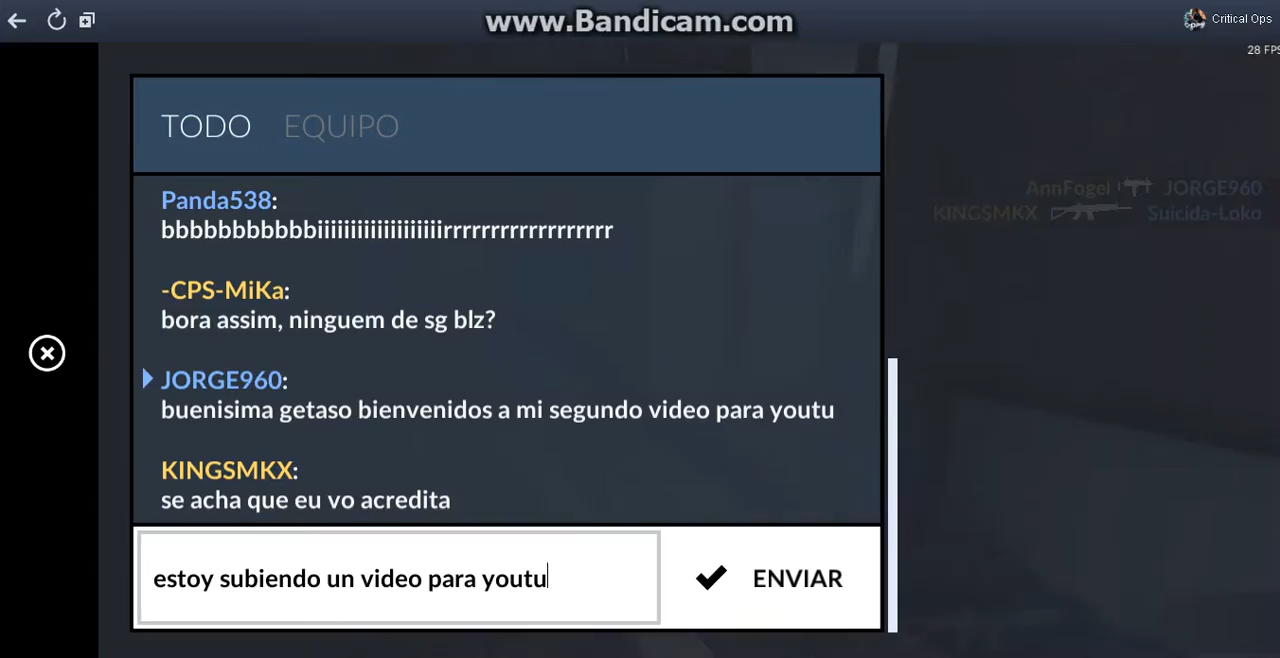 www.Bandicam.com
Critical Ops
28 FPS
TODO EQUIPO
AnnFogel JORGE960
KINGSMKX Suicida-Loko
Panda538:
bbbbbbbbbbbiiiiiiiiiiiiiiiiiiiirrrrrrrrrrrrrrrrrr
-CPS-MiKa:
bora assim, ninguem de sg blz?
JORGE960:
buenisima getaso bienvenidos a mi segundo video para youtu
KINGSMKX:
se acha que eu vo acredita
estoy subiendo un video para youtu
ENVIAR